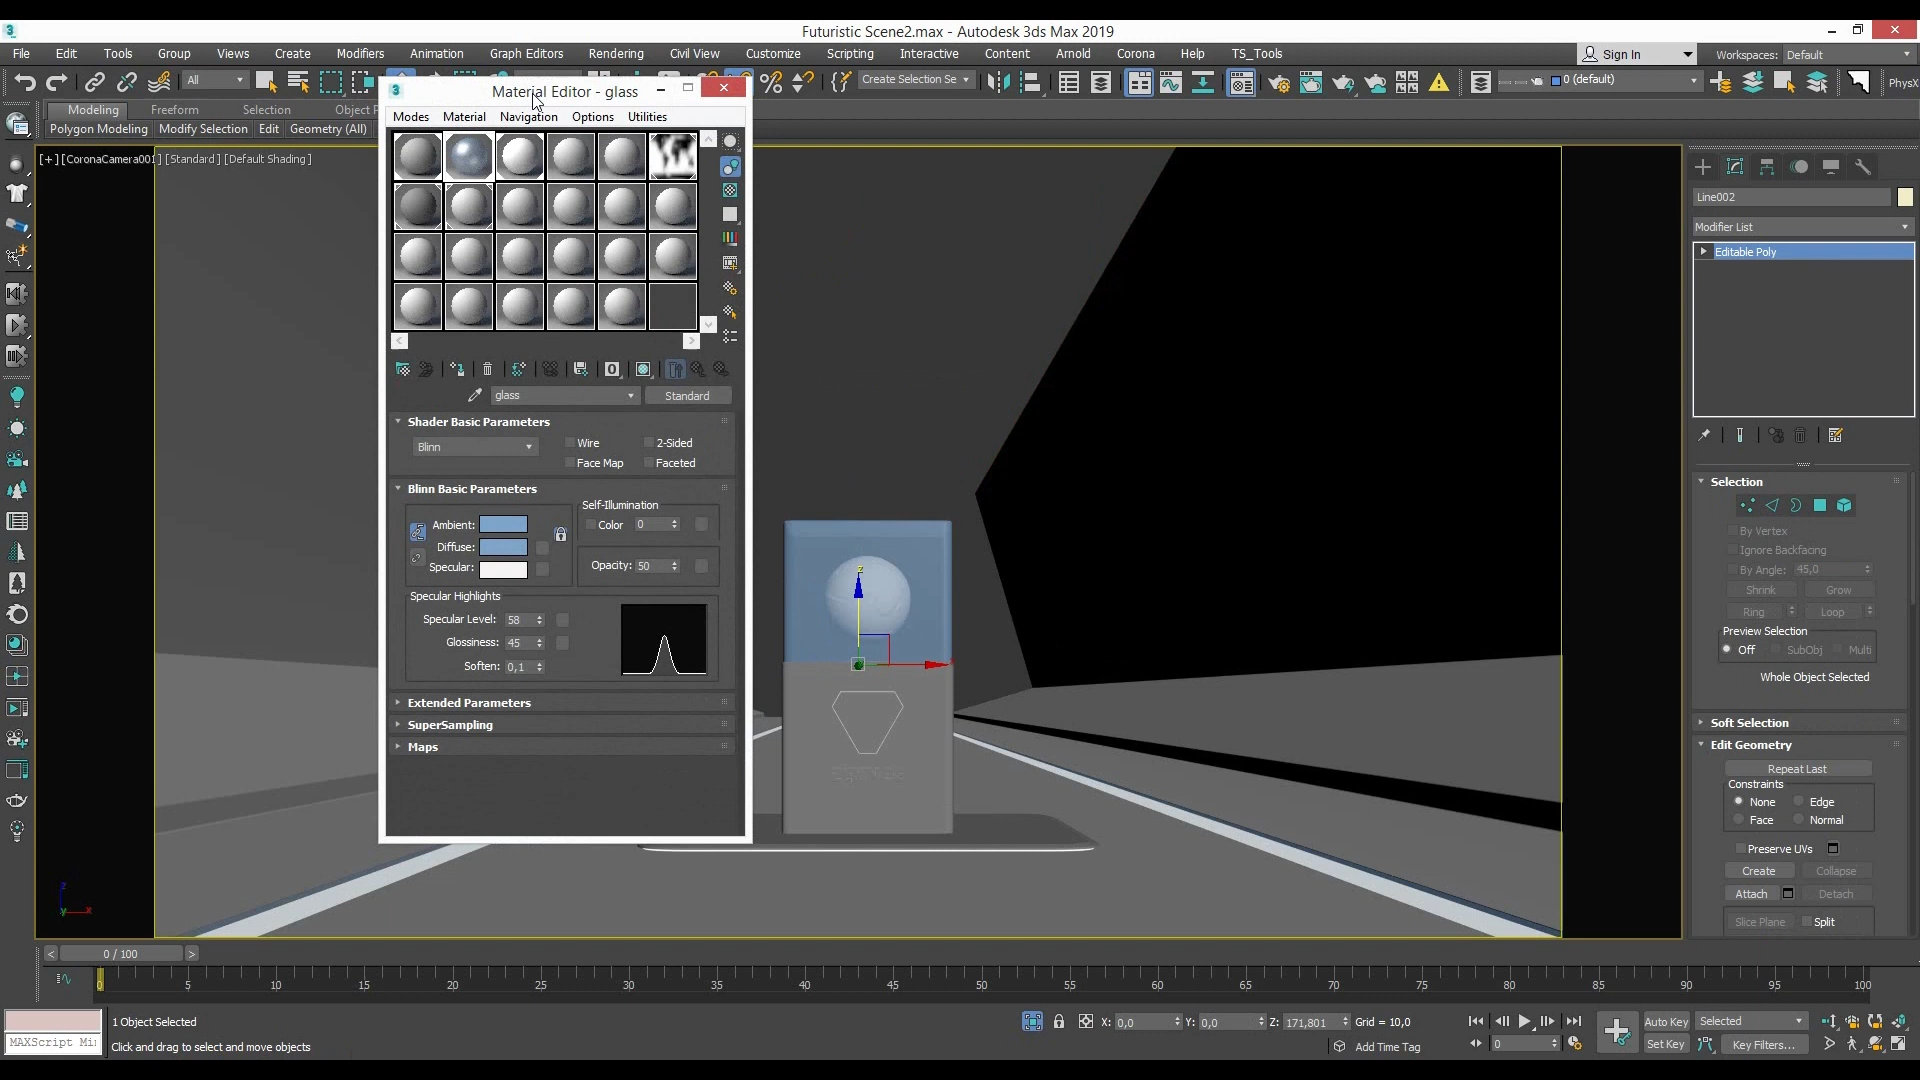 Futuristic Scene2.max - Autodesk 3ds Max 2019
File Edit Tools Group Views Create Modifiers Animation Graph Editors Rendering Civil View Customize Scripting Interactive Content Arnold Corona Help TS_Tools
Sign In
Workspaces: Default
All
Create Selection Se
0 (default)
PhysX
Modeling Freeform Selection Object P
Polygon Modeling Modify Selection Edit Geometry (All)
[+] [CoronaCamera001] [Standard] [Default Shading]
Material Editor - glass
Modes Material Navigation Options Utilities
glass
Standard
Shader Basic Parameters
Blinn
Wire
2-Sided
Face Map
Faceted
Blinn Basic Parameters
Self-Illumination
Ambient:
Color 0
Diffuse:
Specular:
Opacity: 50
Specular Highlights
Specular Level: 58
Glossiness: 45
Soften: 0,1
Extended Parameters
SuperSampling
Maps
z
Line002
Modifier List
Editable Poly
Selection
By Vertex
Ignore Backfacing
By Angle: 45,0
Shrink Grow
Ring Loop
Preview Selection
Off SubObj Multi
Whole Object Selected
Soft Selection
Edit Geometry
Repeat Last
Constraints
None Edge
Face Normal
Preserve UVs
Create Collapse
Attach Detach
Slice Plane Split
z
y x
< 0 / 100 >
0 5 10 15 20 25 30 35 40 45 50 55 60 65 70 75 80 85 90 95 100
1 Object Selected
X: 0,0 Y: 0,0 Z: 171,801 Grid = 10,0
Auto Key Selected
MAXScript Mi
Click and drag to select and move objects
Add Time Tag
0
Set Key Key Filters...